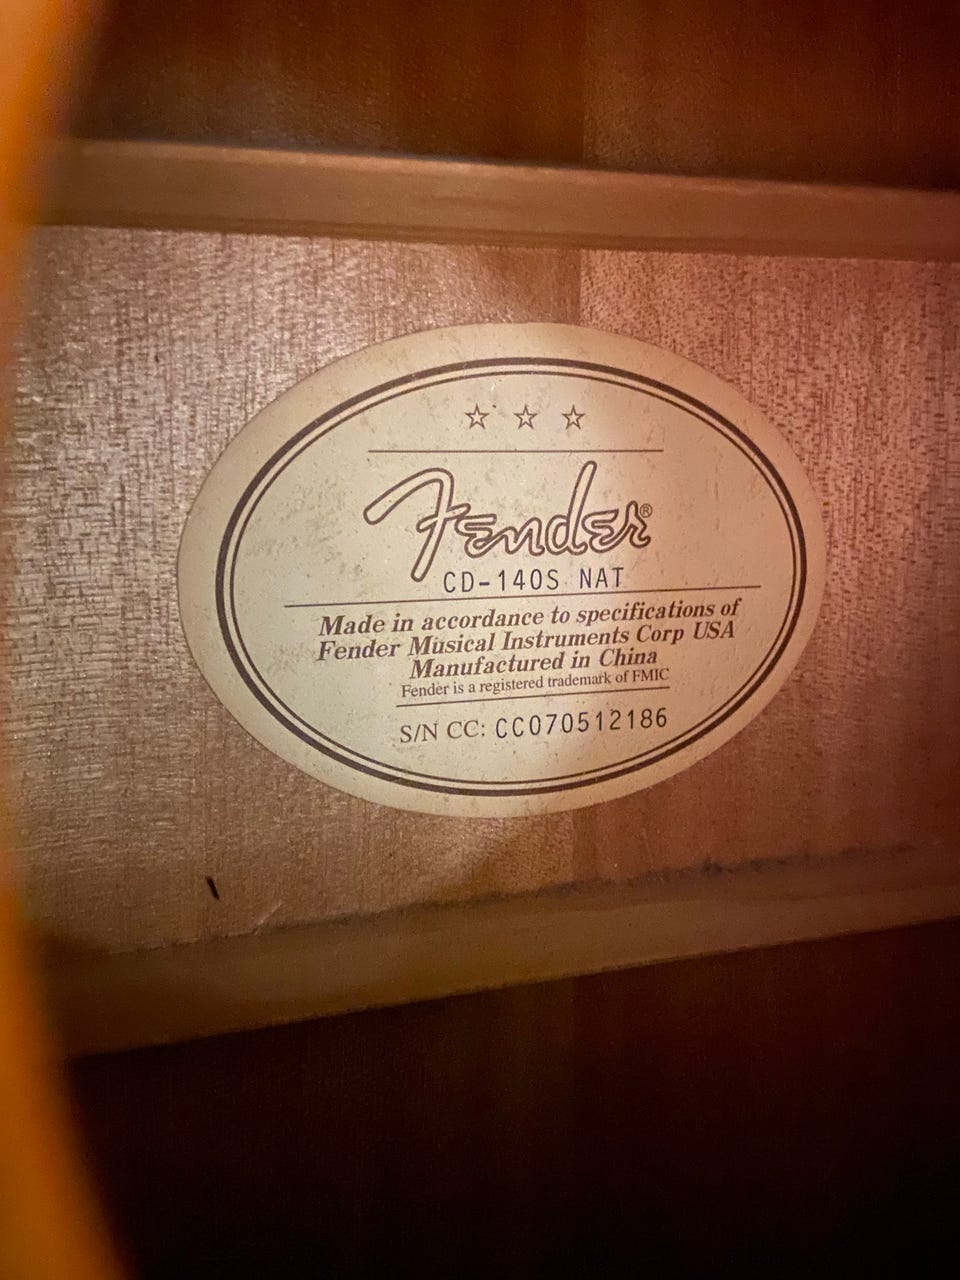 Fender®
CD-140S NAT
Made in accordance to specifications of
Fender Musical Instruments Corp USA
Manufactured in China
Fender is a registered trademark of FMIC
S/N CC: CC070512186